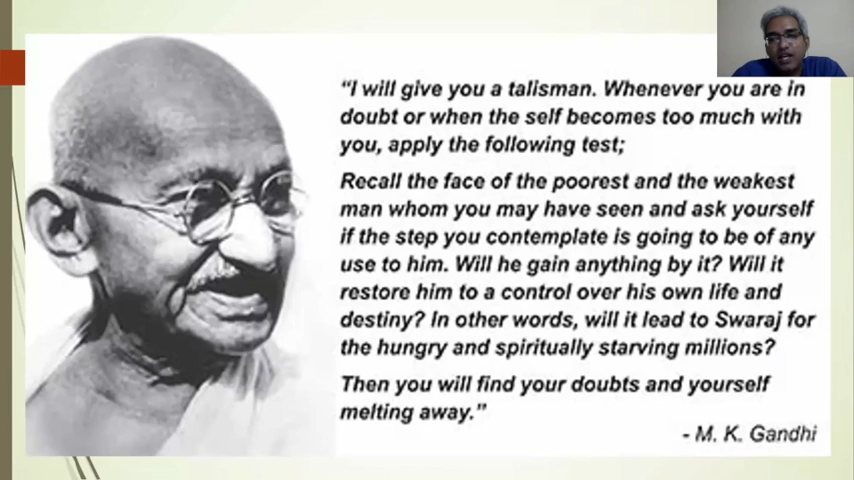 “I will give you a talisman. Whenever you are in
doubt or when the self becomes too much with
you, apply the following test;
Recall the face of the poorest and the weakest
man whom you may have seen and ask yourself
if the step you contemplate is going to be of any
use to him. Will he gain anything by it? Will it
restore him to a control over his own life and
destiny? In other words, will it lead to Swaraj for
the hungry and spiritually starving millions?
Then you will find your doubts and yourself
melting away.”
- M. K. Gandhi